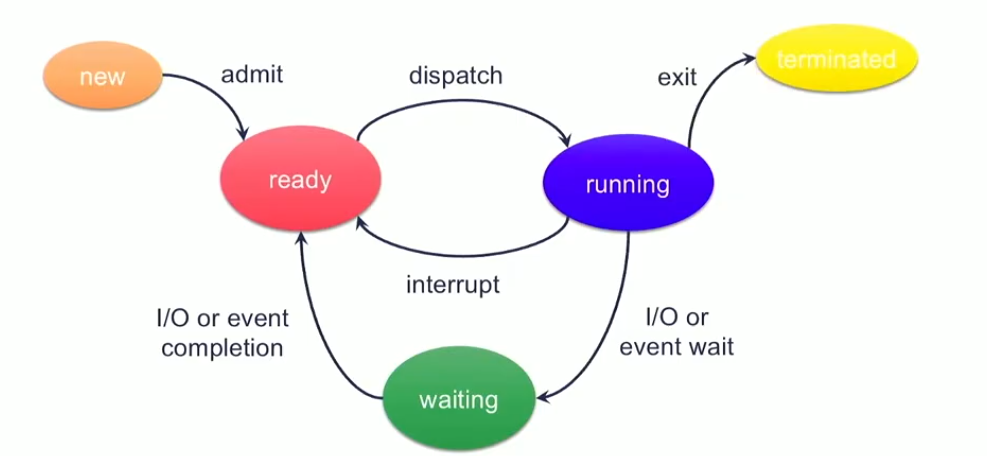 new
admit
dispatch
exit
terminated
ready
running
interrupt
I/O or event
completion
I/O or
event wait
waiting